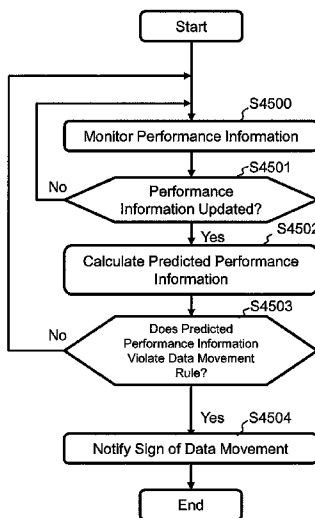 Start
S4500
Monitor Performance Information
S4501
No
Performance
Information Updated?
Yes
S4502
Calculate Predicted Performance
Information
S4503
No
Does Predicted
Performance Information
Violate Data Movement
Rule?
Yes
S4504
Notify Sign of Data Movement
End